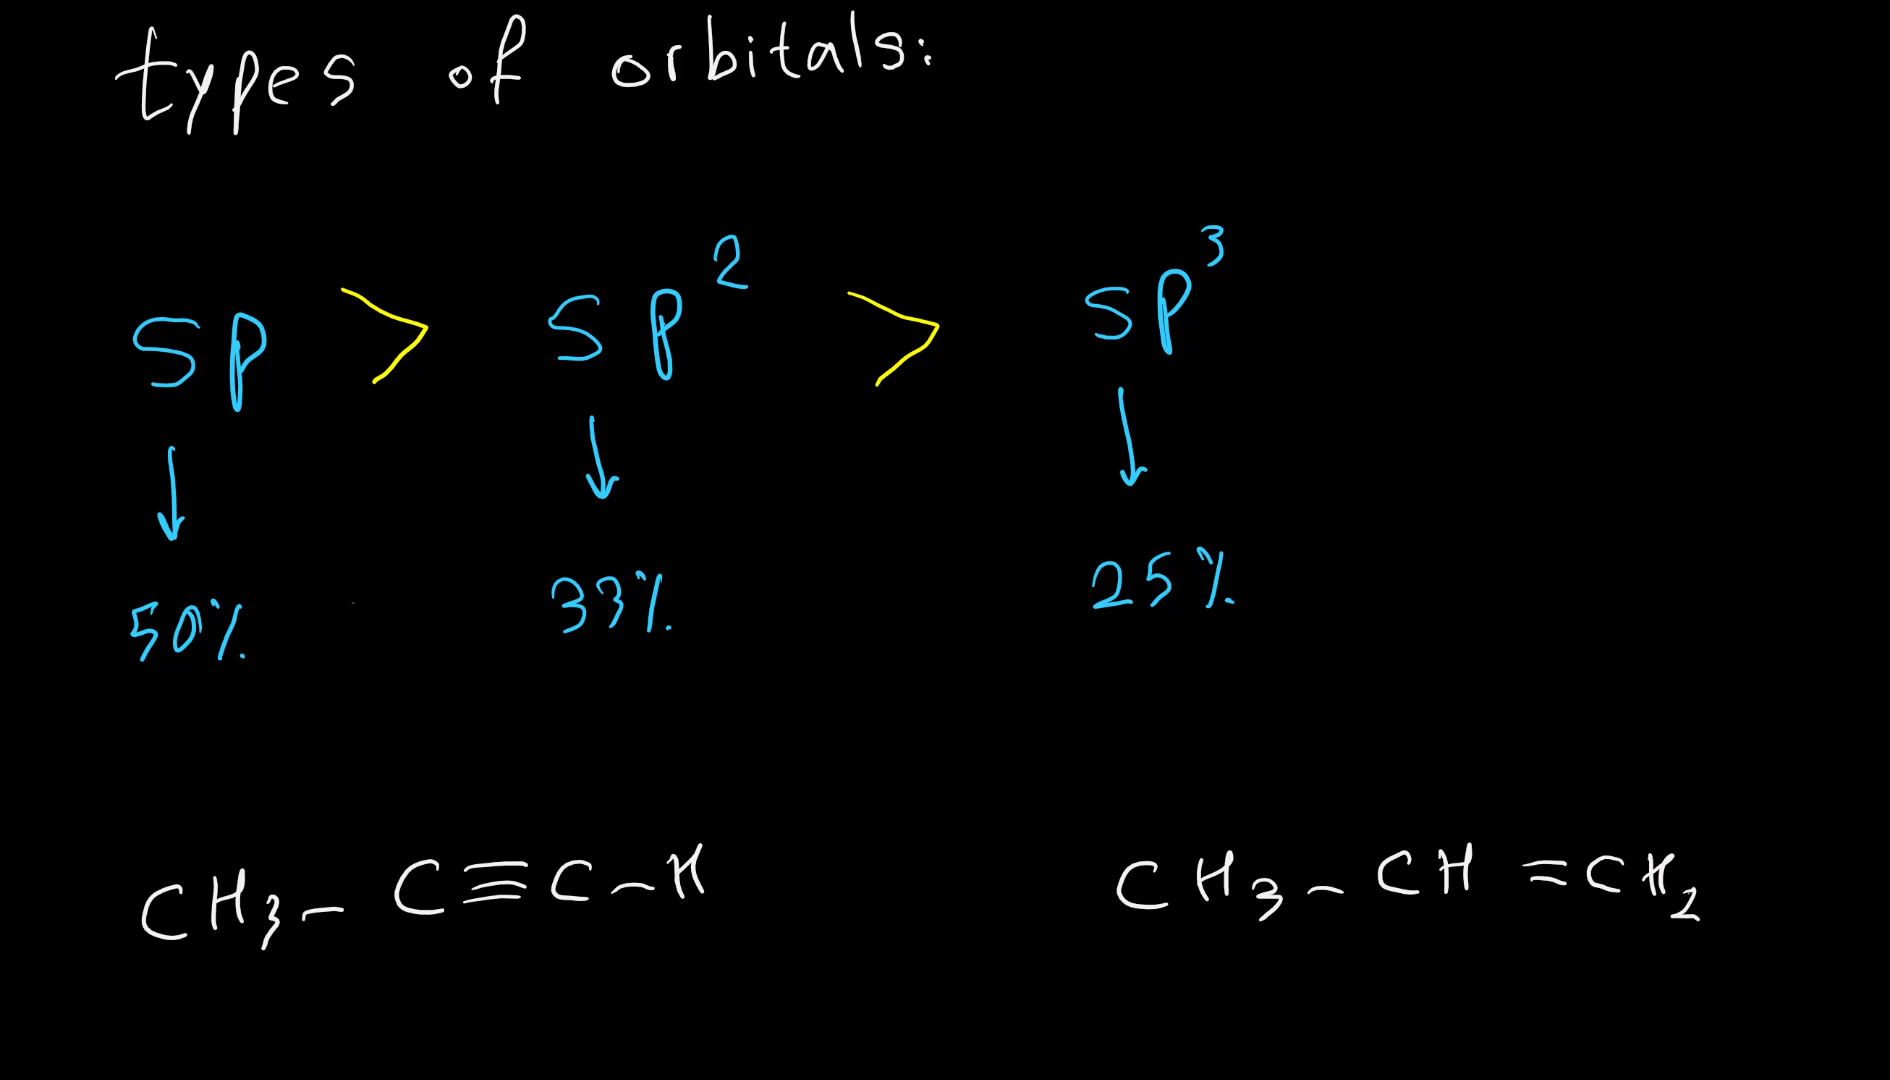 types of orbitals:
sp > sp² > sp³
↓ ↓ ↓
50% 33% 25%
CH₃-C≡C-H CH₃-CH=CH₂